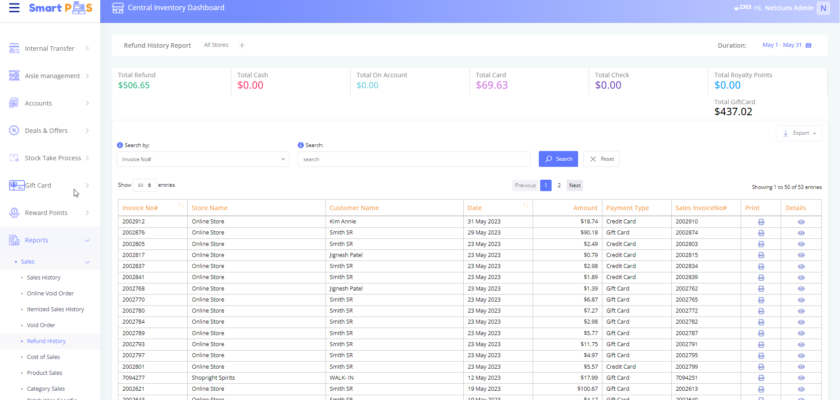 Smart POS
Central Inventory Dashboard
Hi, Netclues Admin N
Internal Transfer
Aisle management
Accounts
Deals & Offers
Stock Take Process
Gift Card
Reward Points
Reports
Sales
Sales History
Online Void Order
Itemized Sales History
Void Order
Refund History
Cost of Sales
Product Sales
Category Sales
Refund History Report All Stores +
Duration: May 1 - May 31
Total Refund Total Cash Total On Account Total Card Total Check Total Royalty Points
$506.65 $0.00 $0.00 $69.63 $0.00 $0.00
Total GiftCard
$437.02
Export
Search by: Search:
Invoice No# search Search Reset
Show 50 entries Previous 1 2 Next Showing 1 to 50 of 53 entries
Invoice No# Store Name Customer Name Date Amount Payment Type Sales InvoiceNo# Print Details
2002912 Online Store Kim Annie 31 May 2023 $18.74 Credit Card 2002910
2002876 Online Store Smith SR 29 May 2023 $90.18 Gift Card 2002874
2002805 Online Store Smith SR 23 May 2023 $2.49 Credit Card 2002803
2002817 Online Store Jignesh Patel 23 May 2023 $0.79 Credit Card 2002815
2002837 Online Store Smith SR 23 May 2023 $2.98 Credit Card 2002834
2002841 Online Store Smith SR 23 May 2023 $1.89 Credit Card 2002839
2002768 Online Store Jignesh Patel 23 May 2023 $1.39 Gift Card 2002762
2002770 Online Store Smith SR 23 May 2023 $6.87 Gift Card 2002765
2002780 Online Store Smith SR 23 May 2023 $7.27 Gift Card 2002772
2002784 Online Store Smith SR 23 May 2023 $2.98 Gift Card 2002782
2002789 Online Store Smith SR 23 May 2023 $5.77 Gift Card 2002787
2002793 Online Store Smith SR 23 May 2023 $11.75 Gift Card 2002791
2002797 Online Store Smith SR 23 May 2023 $4.97 Gift Card 2002795
2002801 Online Store Smith SR 23 May 2023 $5.57 Credit Card 2002799
7094277 Shopright Spirits WALK- IN 12 May 2023 $17.99 Gift Card 7094251
2002621 Online Store Smith SR 19 May 2023 $100.67 Gift Card 2002613